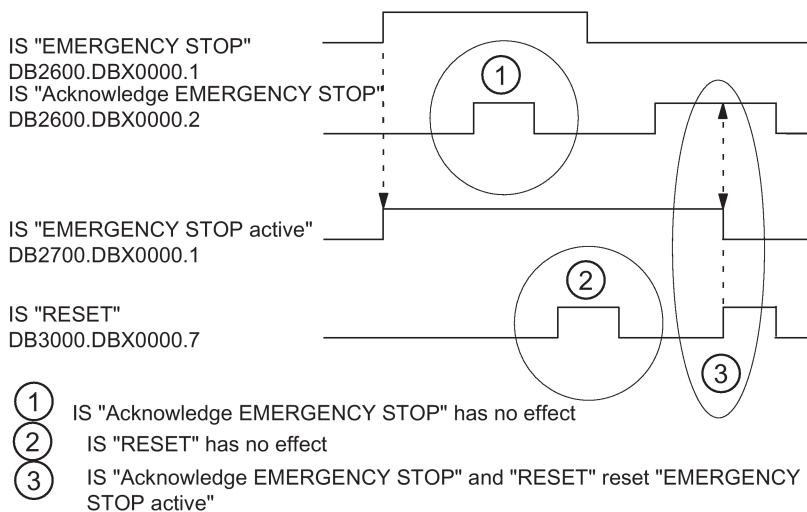 IS "EMERGENCY STOP"
DB2600.DBX0000.1
IS "Acknowledge EMERGENCY STOP"
DB2600.DBX0000.2
1
IS "EMERGENCY STOP active"
DB2700.DBX0000.1
2
IS "RESET"
DB3000.DBX0000.7
3
1 IS "Acknowledge EMERGENCY STOP" has no effect
2 IS "RESET" has no effect
3 IS "Acknowledge EMERGENCY STOP" and "RESET" reset "EMERGENCY
STOP active"